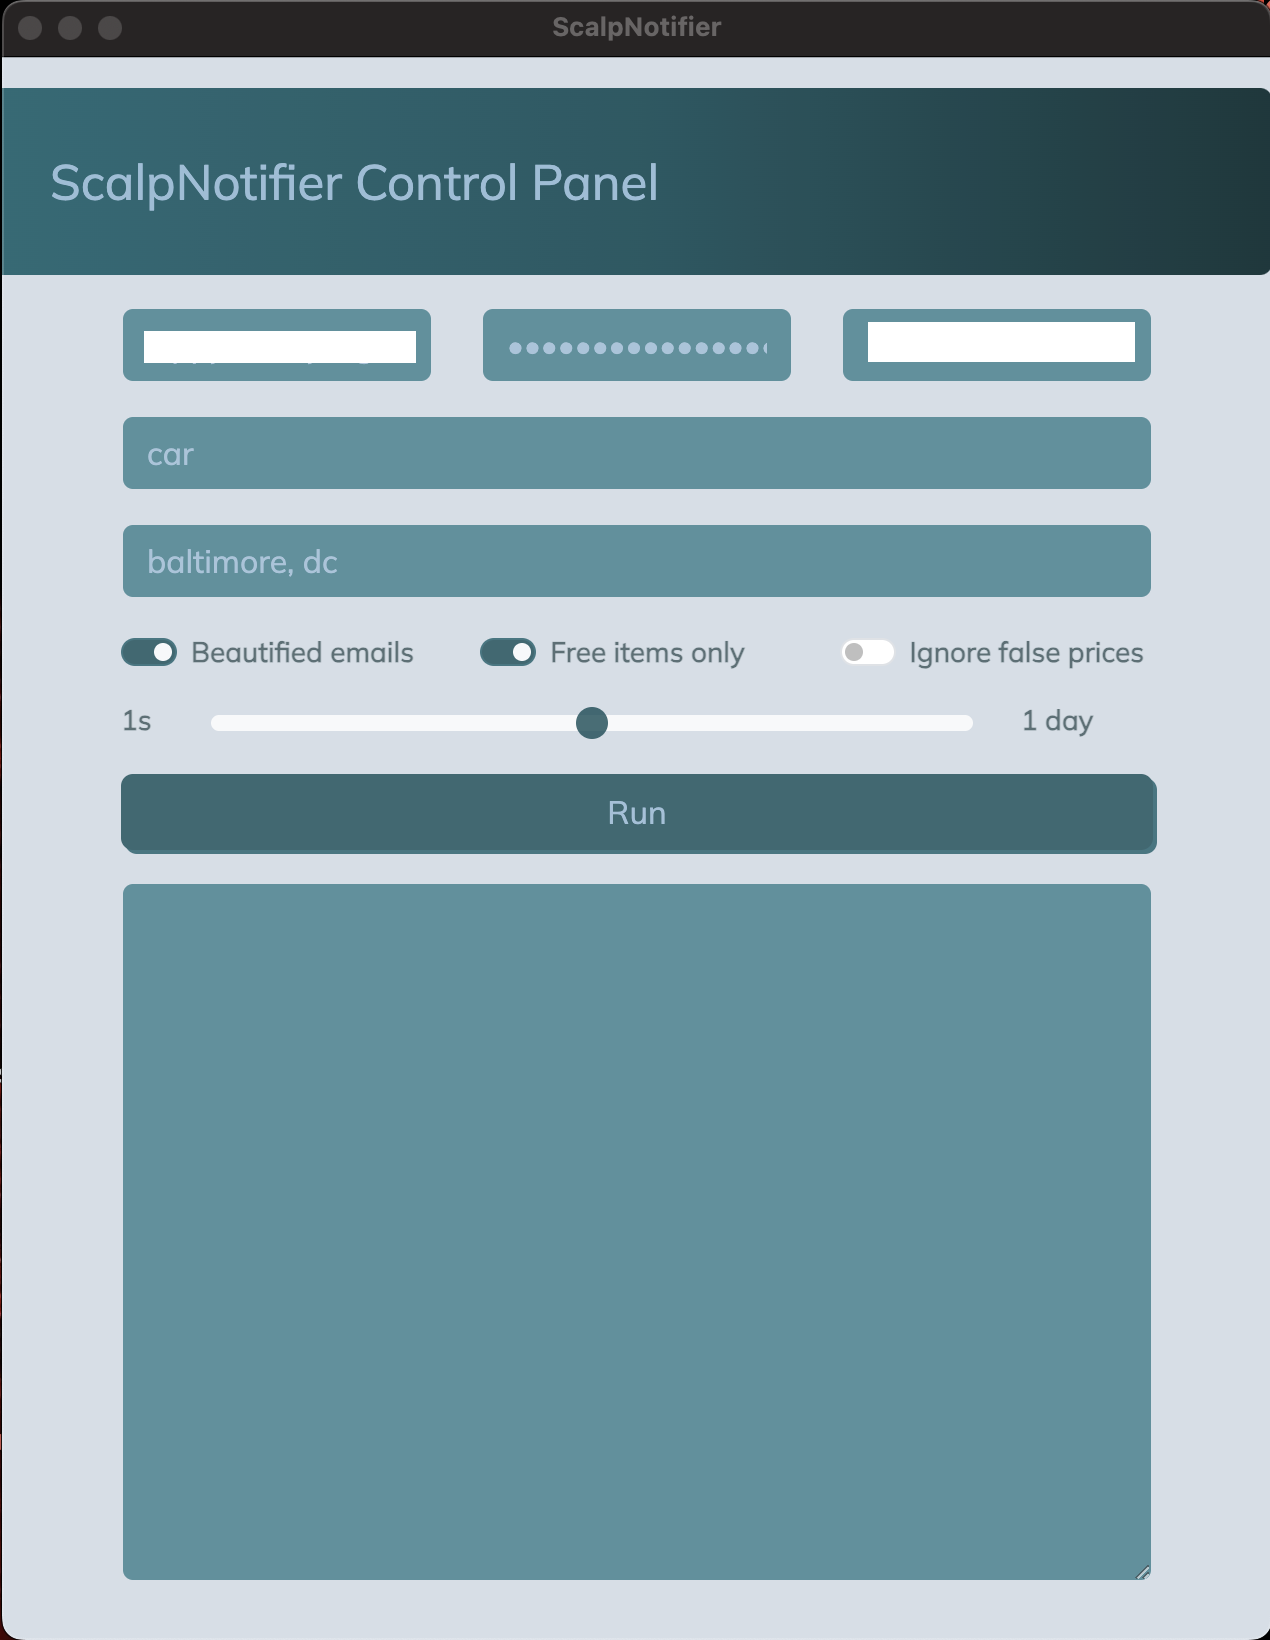 ScalpNotifier
ScalpNotifier Control Panel
car
baltimore, dc
Beautified emails Free items only Ignore false prices
1s 1 day
Run